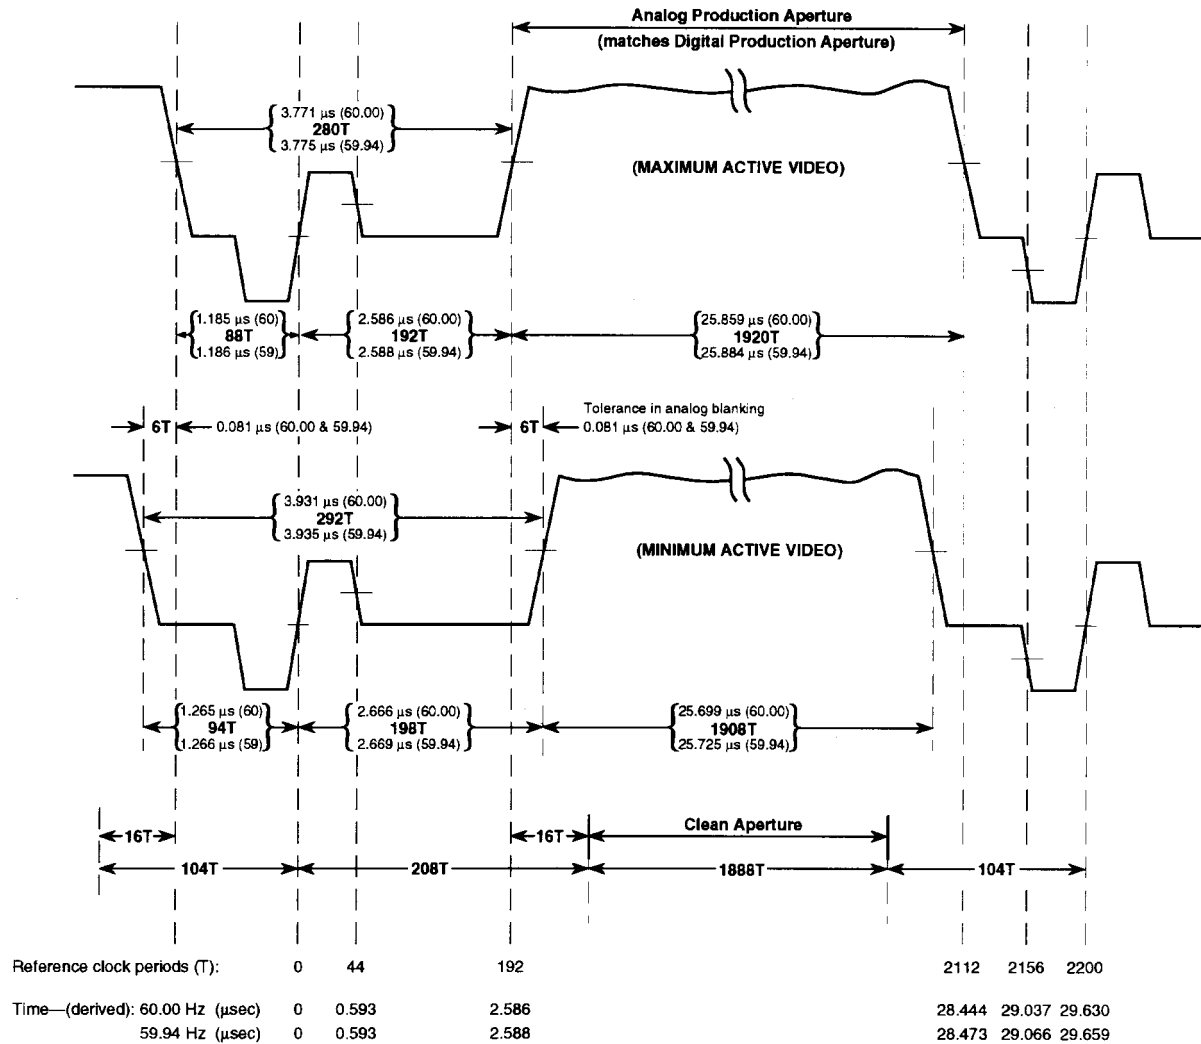 Analog Production Aperture
(matches Digital Production Aperture)
3.771 µs (60.00)
280T
3.775 µs (59.94)
(MAXIMUM ACTIVE VIDEO)
1.185 µs (60)
88T
1.186 µs (59)
2.586 µs (60.00)
192T
2.588 µs (59.94)
25.859 µs (60.00)
1920T
25.884 µs (59.94)
6T
0.081 µs (60.00 & 59.94)
6T
Tolerance in analog blanking
0.081 µs (60.00 & 59.94)
3.931 µs (60.00)
292T
3.935 µs (59.94)
(MINIMUM ACTIVE VIDEO)
1.265 µs (60)
94T
1.266 µs (59)
2.666 µs (60.00)
198T
2.669 µs (59.94)
25.699 µs (60.00)
1908T
25.725 µs (59.94)
16T
16T
Clean Aperture
104T
208T
1888T
104T
Reference clock periods (T): 0 44 192 2112 2156 2200
Time—(derived): 60.00 Hz (µsec) 0 0.593 2.586 28.444 29.037 29.630
59.94 Hz (µsec) 0 0.593 2.588 28.473 29.066 29.659